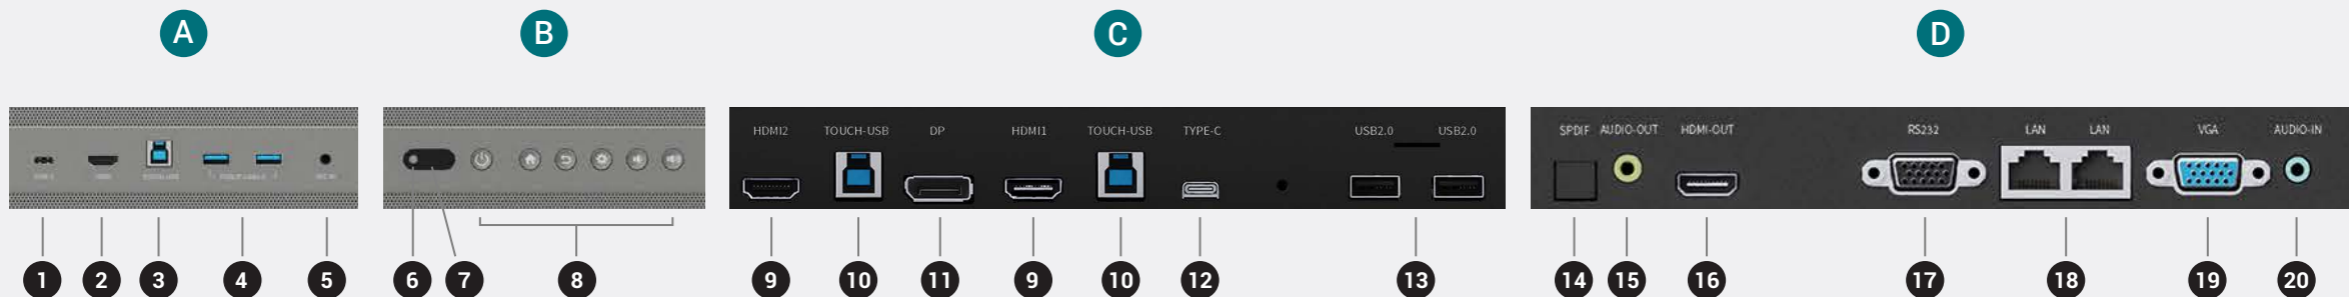 A B C D
HDMI2 TOUCH-USB DP HDMI1 TOUCH-USB TYPE-C USB2.0 USB2.0
SPDIF AUDIO-OUT HDMI-OUT RS232 LAN LAN VGA AUDIO-IN
1 2 3 4 5 6 7 8 9 10 11 9 10 12 13 14 15 16 17 18 19 20